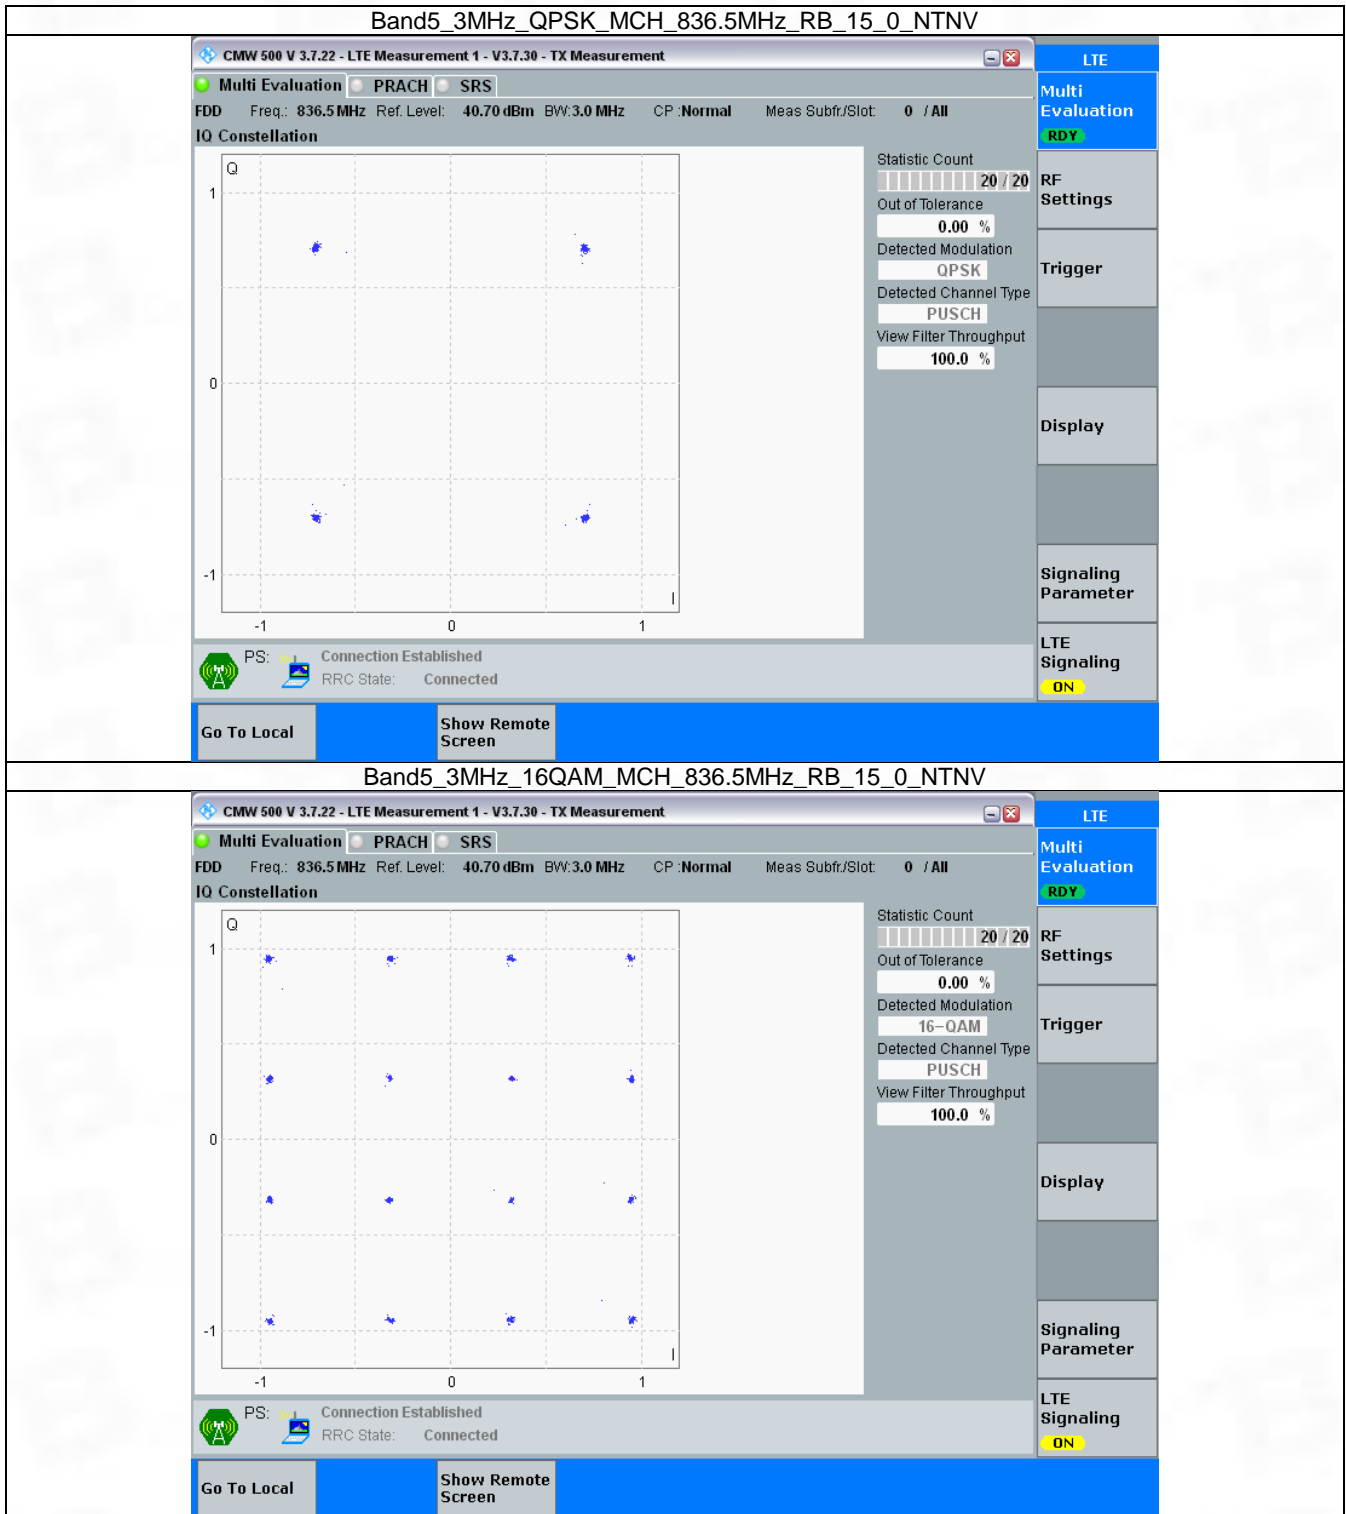 Band5_3MHz_QPSK_MCH_836.5MHz_RB_15_0_NTNV
CMW 500 V 3.7.22 - LTE Measurement 1 - V3.7.30 - TX Measurement
LTE
Multi Evaluation PRACH SRS
Multi
Evaluation
RDY
FDD Freq.: 836.5 MHz Ref. Level: 40.70 dBm BW: 3.0 MHz CP : Normal Meas Subfr./Slot: 0 / All
IQ Constellation
Q
1
0
-1
I
-1 0 1
Statistic Count
20 / 20
Out of Tolerance
0.00 %
Detected Modulation
QPSK
Detected Channel Type
PUSCH
View Filter Throughput
100.0 %
RF
Settings
Trigger
Display
Signaling
Parameter
LTE
Signaling
ON
PS: Connection Established
RRC State: Connected
Go To Local
Show Remote
Screen
Band5_3MHz_16QAM_MCH_836.5MHz_RB_15_0_NTNV
CMW 500 V 3.7.22 - LTE Measurement 1 - V3.7.30 - TX Measurement
LTE
Multi Evaluation PRACH SRS
Multi
Evaluation
RDY
FDD Freq.: 836.5 MHz Ref. Level: 40.70 dBm BW: 3.0 MHz CP : Normal Meas Subfr./Slot: 0 / All
IQ Constellation
Q
1
0
-1
I
-1 0 1
Statistic Count
20 / 20
Out of Tolerance
0.00 %
Detected Modulation
16-QAM
Detected Channel Type
PUSCH
View Filter Throughput
100.0 %
RF
Settings
Trigger
Display
Signaling
Parameter
LTE
Signaling
ON
PS: Connection Established
RRC State: Connected
Go To Local
Show Remote
Screen